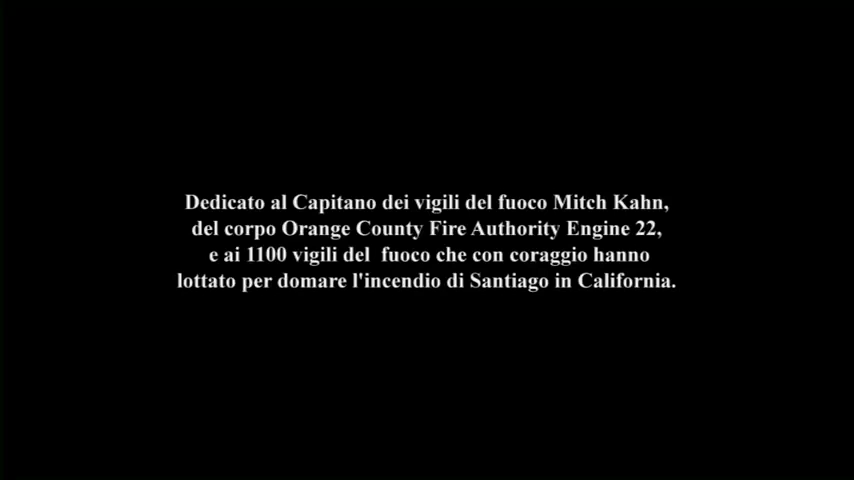 Dedicato al Capitano dei vigili del fuoco Mitch Kahn,
del corpo Orange County Fire Authority Engine 22,
e ai 1100 vigili del  fuoco che con coraggio hanno
lottato per domare l'incendio di Santiago in California.